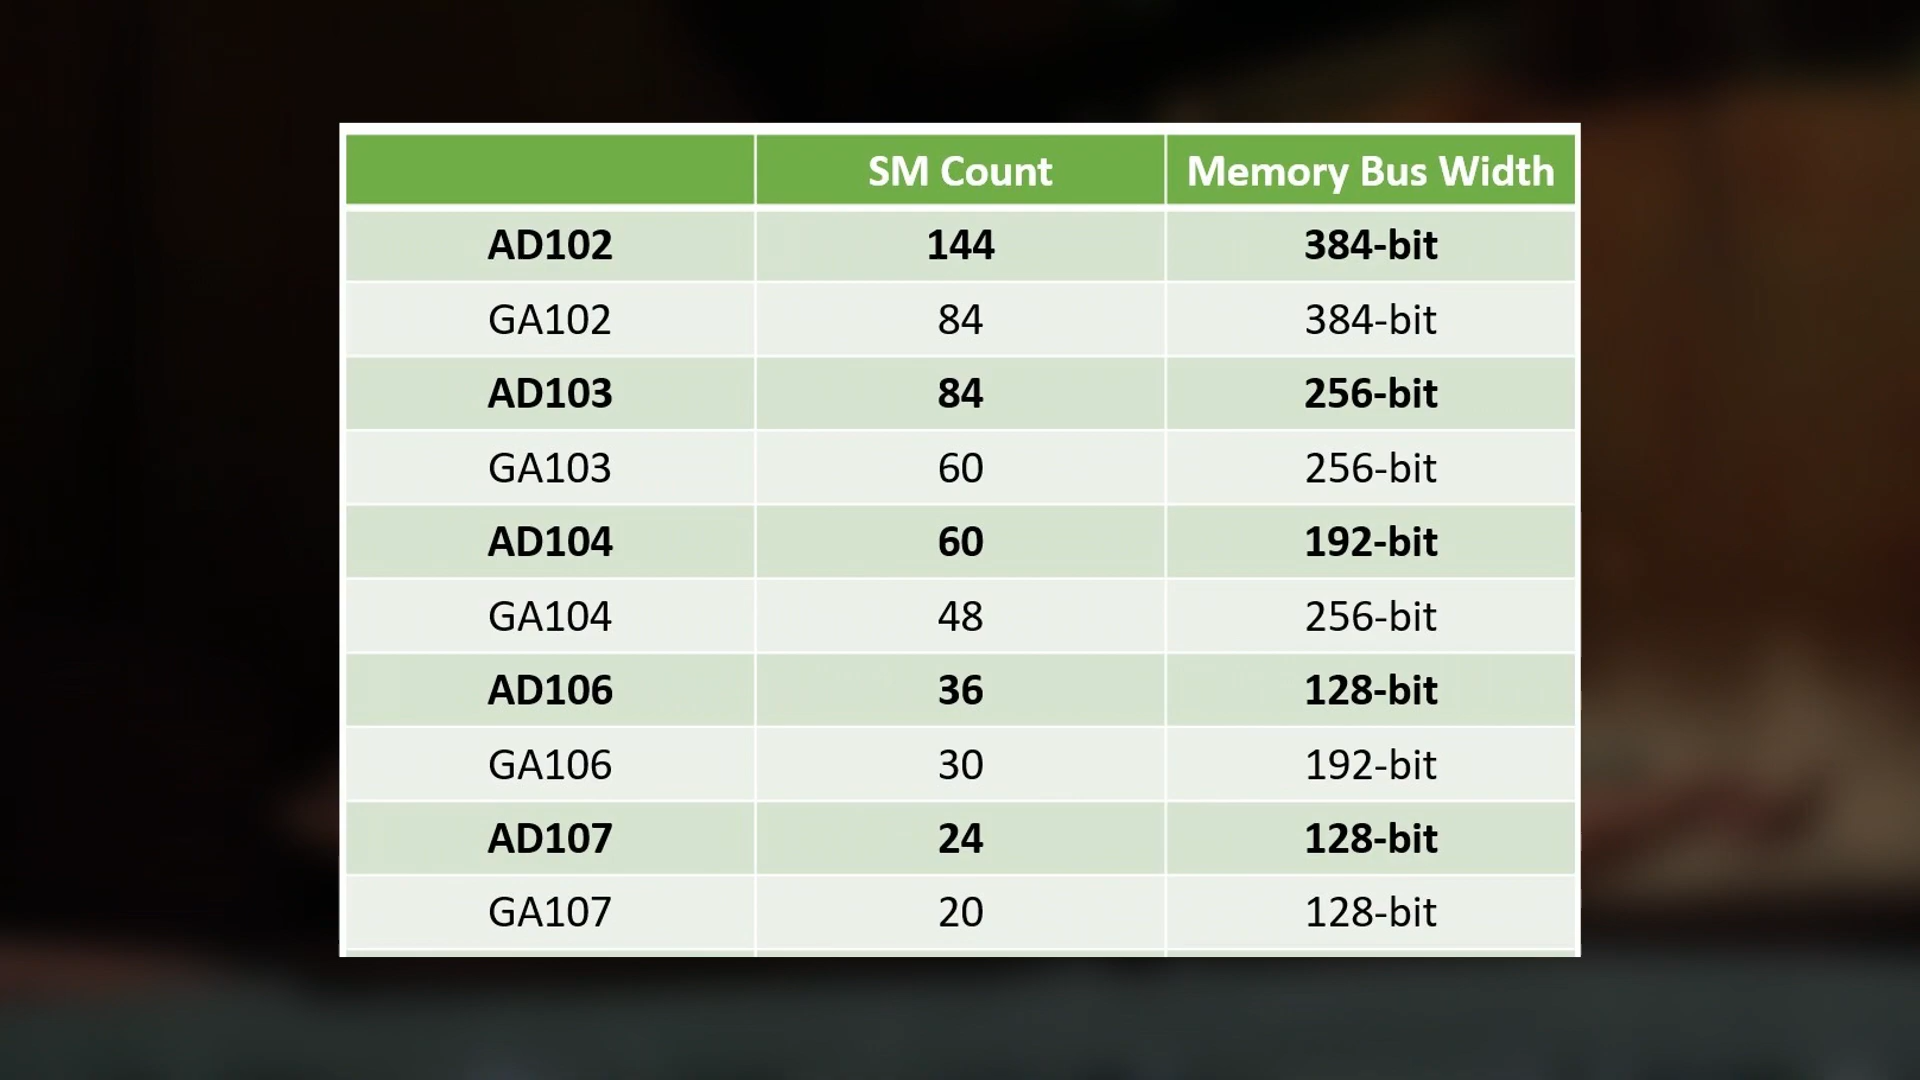 SM Count Memory Bus Width
AD102 144 384-bit
GA102 84 384-bit
AD103 84 256-bit
GA103 60 256-bit
AD104 60 192-bit
GA104 48 256-bit
AD106 36 128-bit
GA106 30 192-bit
AD107 24 128-bit
GA107 20 128-bit